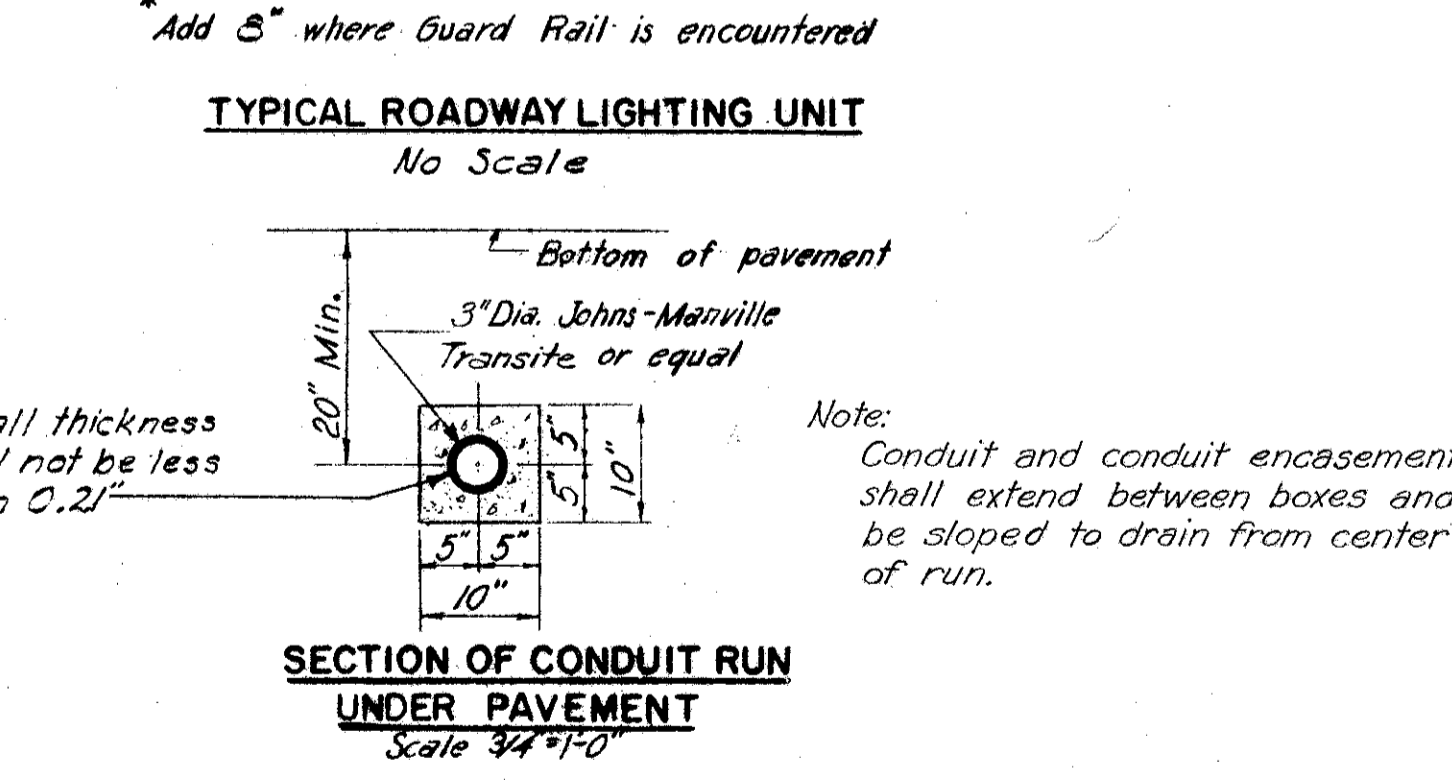 *Add 8" where Guard Rail is encountered
TYPICAL ROADWAY LIGHTING UNIT
No Scale
Bottom of pavement
20" Min.
3" Dia. Johns-Manville
Transite or equal
all thickness
not be less
0.21"
5"
5"
10"
5" 5"
10"
Note:
Conduit and conduit encasement
shall extend between boxes and
be sloped to drain from center
of run.
SECTION OF CONDUIT RUN
UNDER PAVEMENT
Scale 3/4"=1'-0"